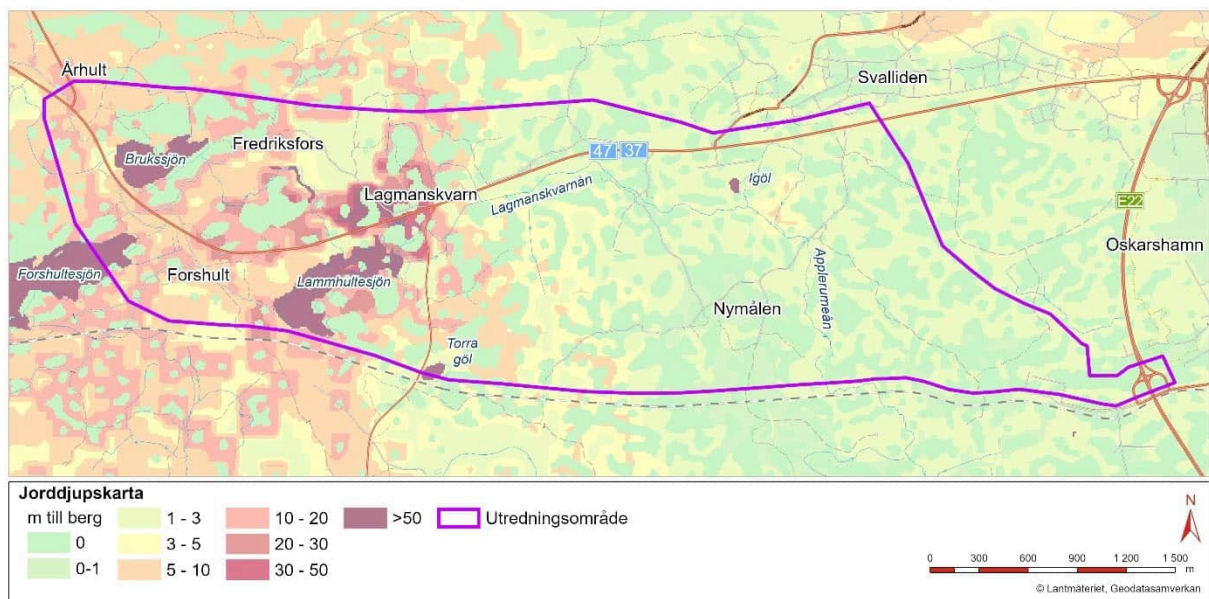 Århult
Svalliden
Fredriksfors
Brukssjön
47 37
Igöl
Lagmanskvarn
Lagmanskvarnån
E22
Oskarshamn
Forshultesjön
Forshult
Lammhultesjön
Applerumeån
Nymålen
Torra
göl
r
Jorddjupskarta
m till berg
0
0-1
1 - 3
3 - 5
5 - 10
10 - 20
20 - 30
30 - 50
>50
Utredningsområde
N
0 300 600 900 1 200 1 500
m
© Lantmäteriet, Geodatasamverkan